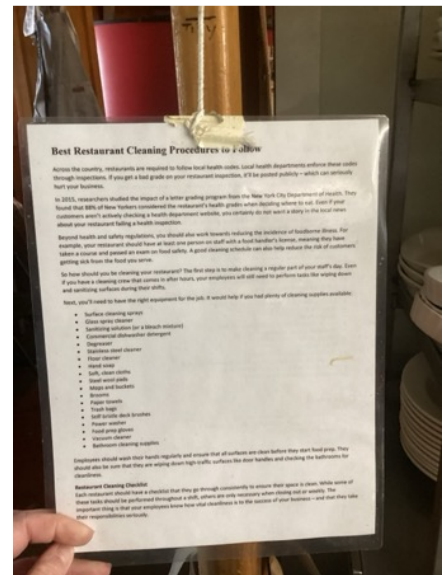 Best Restaurant Cleaning Procedures to Follow
Across the country, restaurants are required to follow local health codes. Local health departments enforce these codes
through inspections. If you get a bad grade on your restaurant inspection, it'll be posted publicly – which can seriously
hurt your business.
In 2015, researchers studied the impact of a letter grading program from the New York City Department of Health. They
found that 88% of New Yorkers considered the restaurant's health grades when deciding where to eat. Even if your
customers aren't actively checking a health department website, you certainly do not want a story in the local news
about your restaurant failing a health inspection.
Beyond health and safety regulations, you should also work towards reducing the incidence of foodborne illness. For
example, your restaurant should have at least one person on staff with a food handler's license, meaning they have
taken a course and passed an exam on food safety. A good cleaning schedule can also help reduce the risk of customers
getting sick from the food you serve.
So how should you be cleaning your restaurant? The first step is to make cleaning a regular part of your staff's day. Even
if you have a cleaning crew that comes in after hours, your employees will still need to perform tasks like wiping down
and sanitizing surfaces during their shifts.
Next, you'll need to have the right equipment for the job. It would help if you had plenty of cleaning supplies available:
• Surface cleaning sprays
• Glass spray cleaner
• Sanitizing solution (or a bleach mixture)
• Commercial dishwasher detergent
• Degreaser
• Stainless steel cleaner
• Floor cleaner
• Hand soap
• Soft, clean cloths
• Steel wool pads
• Mops and buckets
• Brooms
• Paper towels
• Trash bags
• Stiff bristle deck brushes
• Power washer
• Food prep gloves
• Vacuum cleaner
• Bathroom cleaning supplies
Employees should wash their hands regularly and ensure that all surfaces are clean before they start food prep. They
should also be sure that they are wiping down high-traffic surfaces like door handles and checking the bathrooms for
cleanliness.
Restaurant Cleaning Checklist
Each restaurant should have a checklist that they go through consistently to ensure their space is clean. While some of
these tasks should be performed throughout a shift, others are only necessary when closing out or weekly. The
important thing is that your employees know how vital cleanliness is to the success of your business – and that they take
their responsibilities seriously.